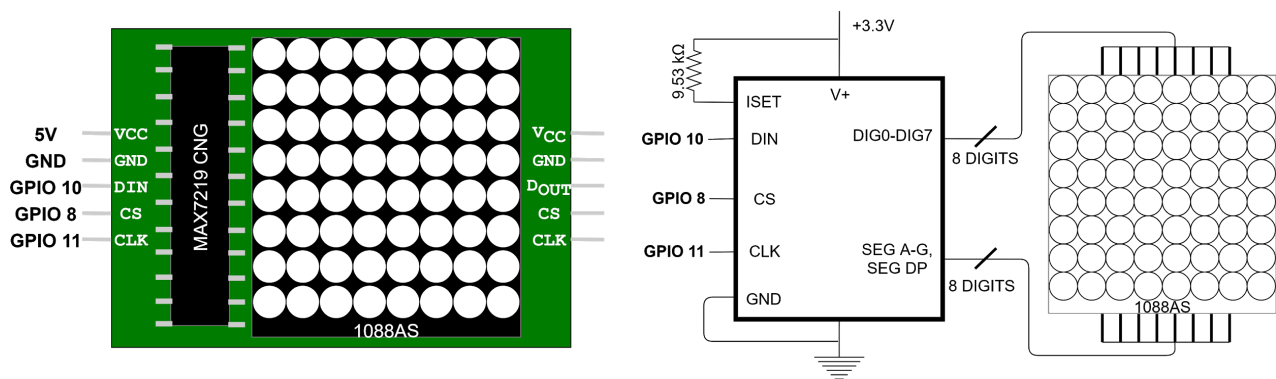 5V
GND
GPIO 10
GPIO 8
GPIO 11
VCC
GND
DIN
CS
CLK
MAX7219 CNG
1088AS
VCC
GND
DOUT
CS
CLK
+3.3V
9.53 kΩ
V+
ISET
GPIO 10
DIN
GPIO 8
CS
GPIO 11
CLK
GND
DIG0-DIG7
8 DIGITS
SEG A-G,
SEG DP
8 DIGITS
1088AS